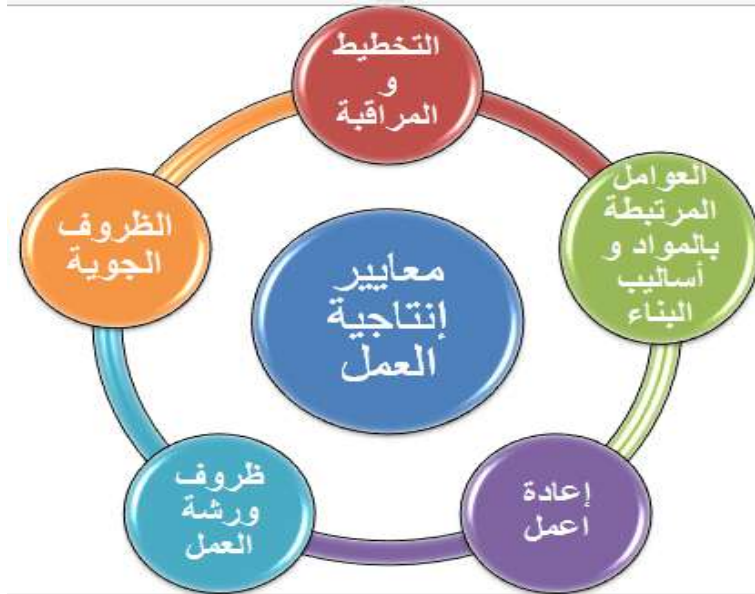 التخطيط
و
المراقبة
العوامل
المرتبطة
بالمواد و
أساليب
البناء
إعادة
اعمل
ظروف
ورشة
العمل
الظروف
الجوية
معايير
إنتاجية
العمل